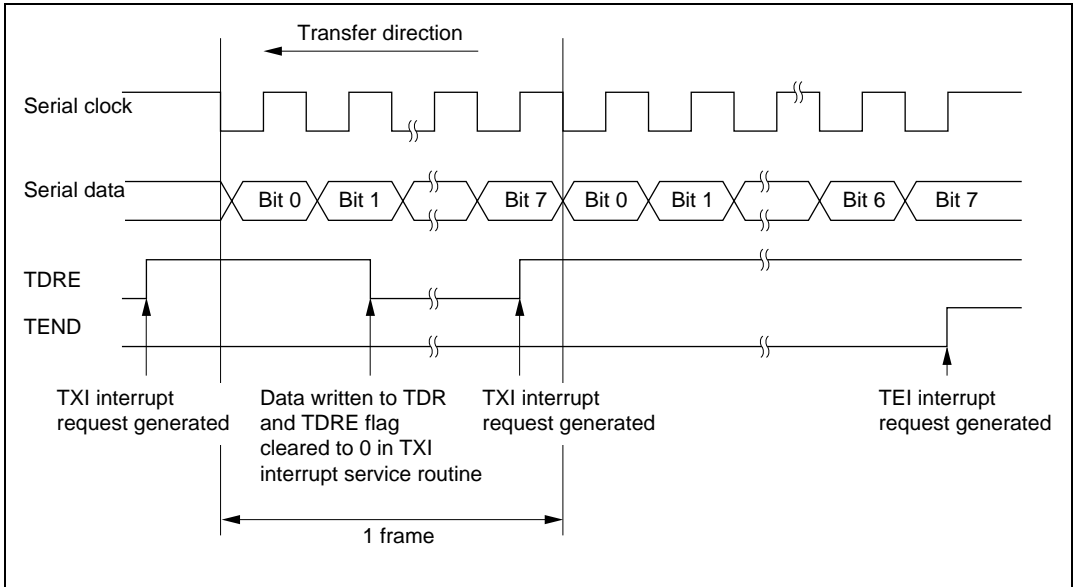 Transfer direction
Serial clock
Serial data
Bit 0
Bit 1
Bit 7
Bit 0
Bit 1
Bit 6
Bit 7
TDRE
TEND
TXI interrupt
request generated
Data written to TDR
and TDRE flag
cleared to 0 in TXI
interrupt service routine
TXI interrupt
request generated
TEI interrupt
request generated
1 frame